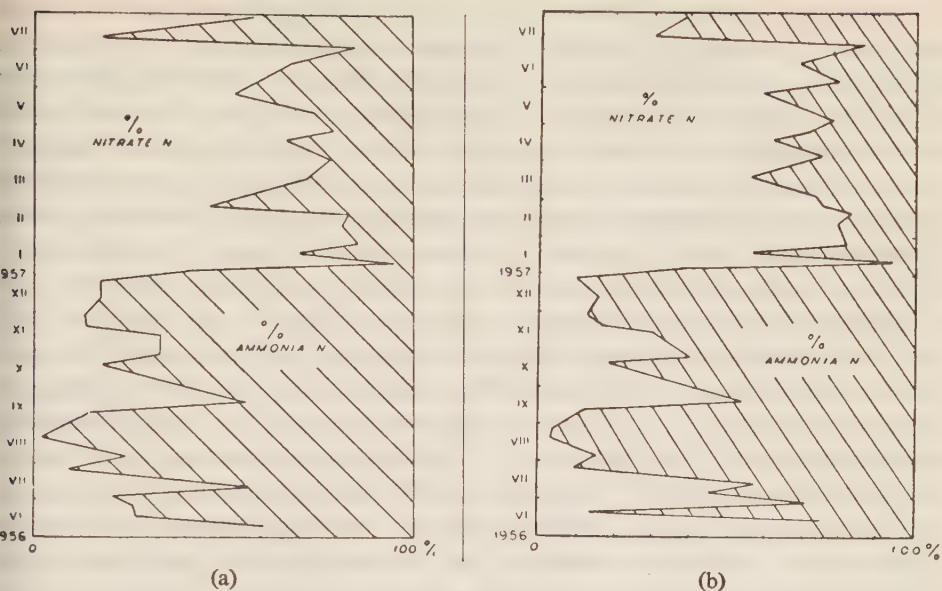 VII
VI
V
IV
III
II
I
1957
XII
XI
X
IX
VIII
VII
VI
956
%
NITRATE N
%
AMMONIA N
0
100%
(a)
VII
VI
V
IV
III
II
I
1957
XII
XI
X
IX
VIII
VII
VI
1956
%
NITRATE N
%
AMMONIA N
0
100%
(b)